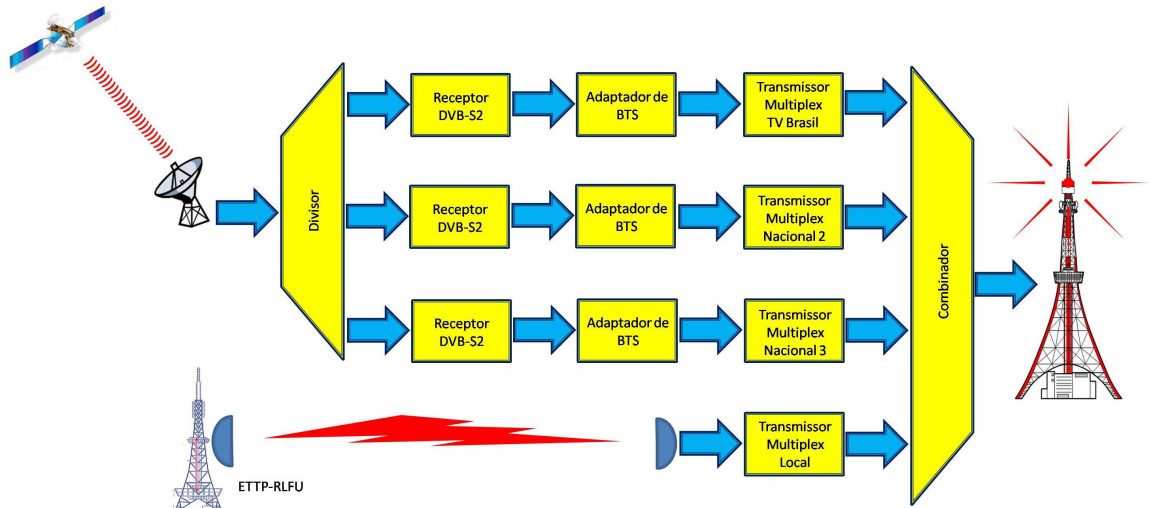 Divisor
Receptor
DVB-S2
Adaptador de
BTS
Transmissor
Multiplex
TV Brasil
Receptor
DVB-S2
Adaptador de
BTS
Transmissor
Multiplex
Nacional 2
Receptor
DVB-S2
Adaptador de
BTS
Transmissor
Multiplex
Nacional 3
Transmissor
Multiplex
Local
Combinador
ETTP-RLFU